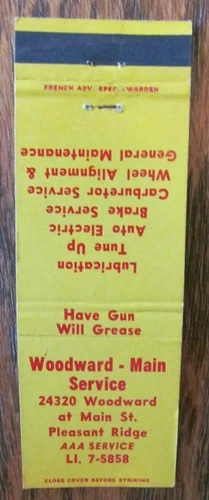 FRENCH ADV. SPEC. - WARDEN
Lubrication
Tune Up
Auto Electric
Brake Service
Carburetor Service
Wheel Alignment &
General Maintenance
Have Gun
Will Grease
Woodward - Main
Service
24320 Woodward
at Main St.
Pleasant Ridge
AAA SERVICE
LI. 7-5858
CLOSE COVER BEFORE STRIKING